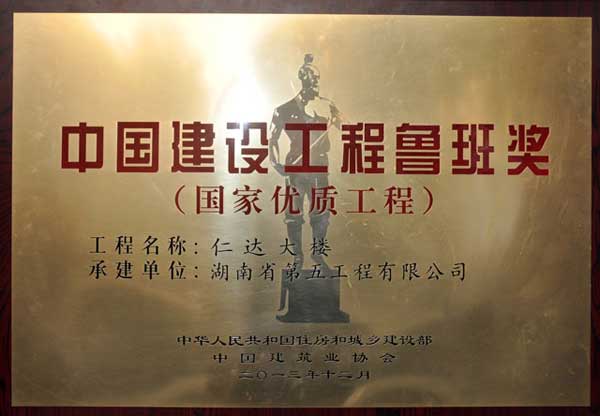 中国建设工程鲁班奖
（国家优质工程）
工程名称：仁达大楼
承建单位：湖南省第五工程有限公司
中华人民共和国住房和城乡建设部
中国建筑业协会
二〇一三年十二月